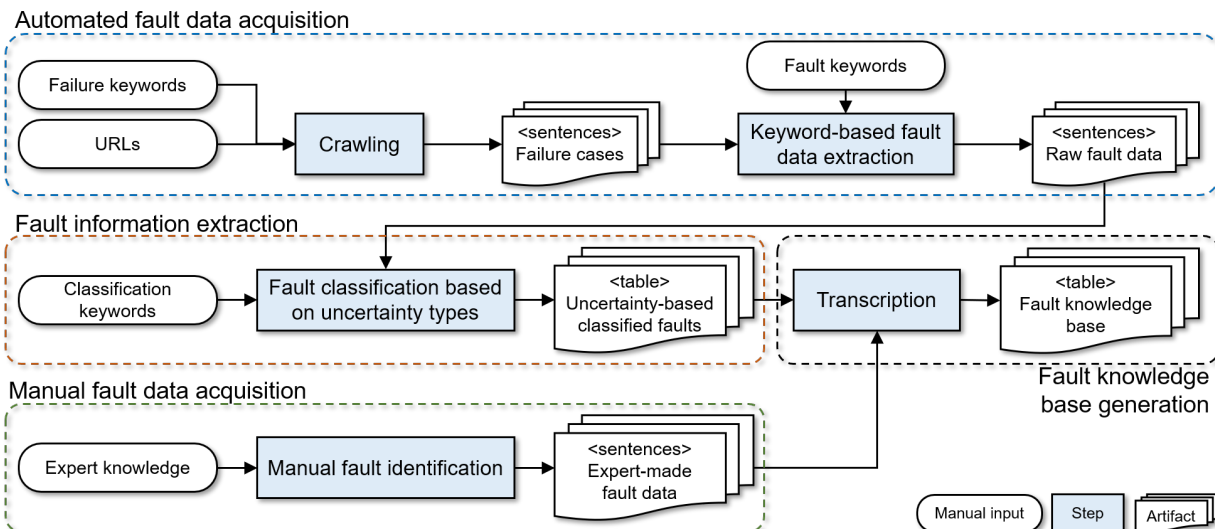 Automated fault data acquisition
Failure keywords
URLs
Crawling
<sentences>
Failure cases
Fault keywords
Keyword-based fault
data extraction
<sentences>
Raw fault data
Fault information extraction
Classification
keywords
Fault classification based
on uncertainty types
<table>
Uncertainty-based
classified faults
Transcription
<table>
Fault knowledge
base
Fault knowledge
base generation
Manual fault data acquisition
Expert knowledge
Manual fault identification
<sentences>
Expert-made
fault data
Manual input
Step
Artifact